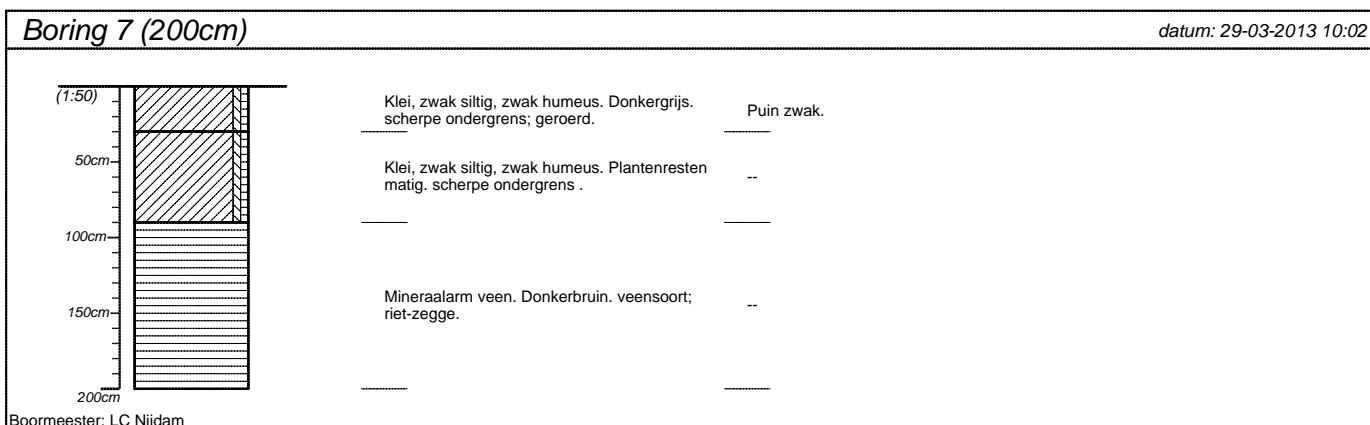 Boring 7 (200cm)
datum: 29-03-2013 10:02
(1:50)
Klei, zwak siltig, zwak humeus. Donkergrijs.
scherpe ondergrens; geroerd.
Puin zwak.
50cm
Klei, zwak siltig, zwak humeus. Plantenresten
matig. scherpe ondergrens .
--
100cm
Mineraalarm veen. Donkerbruin. veensoort;
riet-zegge.
--
150cm
200cm
Boormeester: LC Nijdam